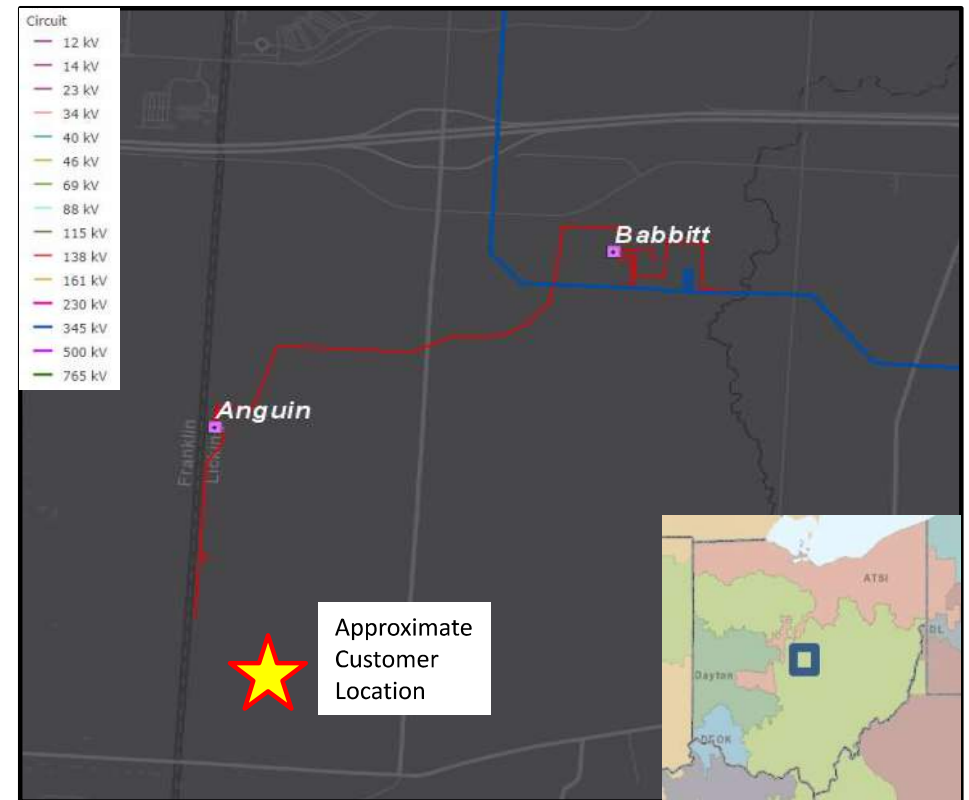 Circuit
12 kV
14 kV
23 kV
34 kV
40 kV
46 kV
69 kV
88 kV
115 kV
138 kV
161 kV
230 kV
345 kV
500 kV
765 kV
Babbitt
Anguin
Franklin
Licking
Approximate
Customer
Location
ATSI
DL
Dayton
DEOK